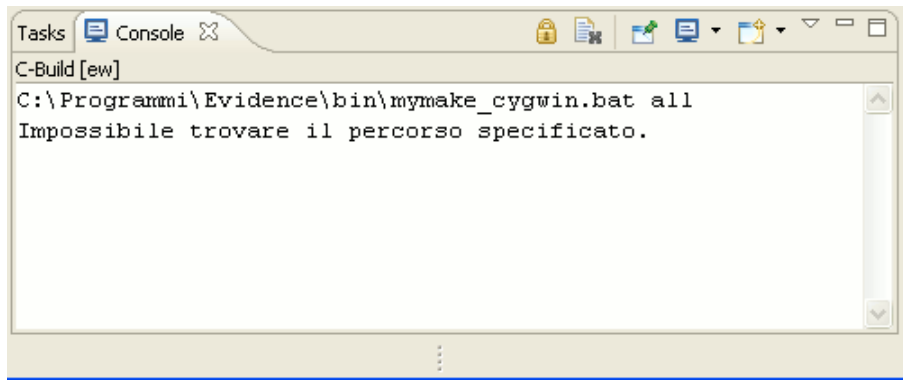 Tasks Console
C-Build [ew]
C:\Programmi\Evidence\bin\mymake_cygwin.bat all
Impossibile trovare il percorso specificato.